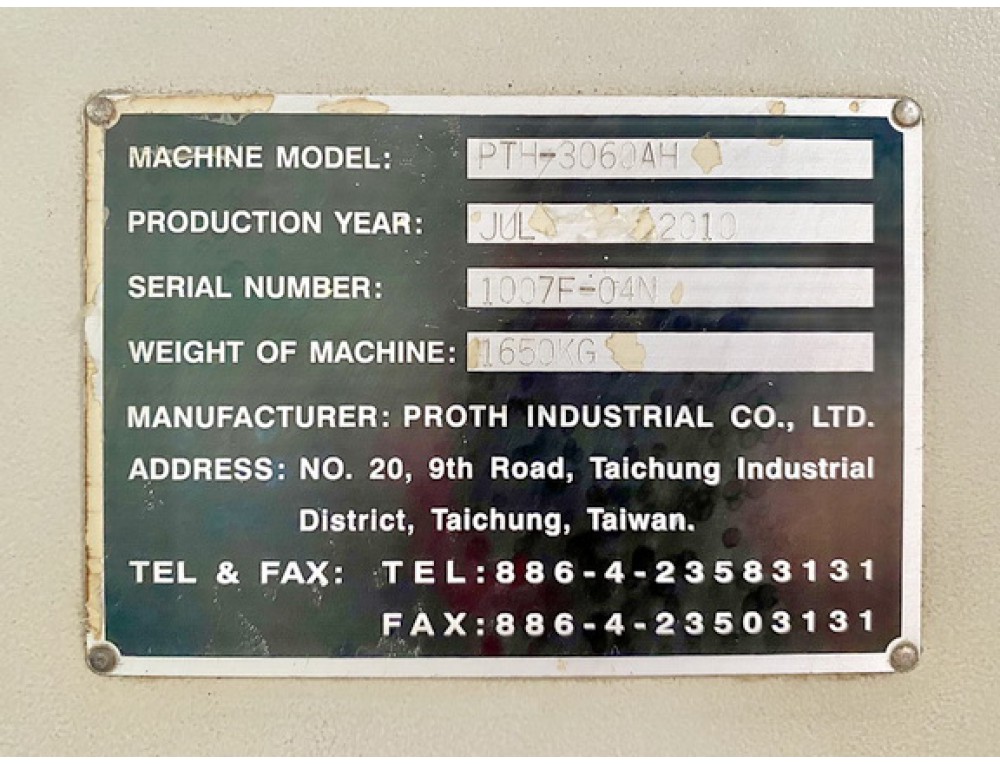 MACHINE MODEL: PTH-3060AH
PRODUCTION YEAR: JUL 2010
SERIAL NUMBER: 1007F-04N
WEIGHT OF MACHINE: 1650KG
MANUFACTURER: PROTH INDUSTRIAL CO., LTD.
ADDRESS: NO. 20, 9th Road, Taichung Industrial
District, Taichung, Taiwan.
TEL & FAX: TEL:886-4-23583131
FAX:886-4-23503131